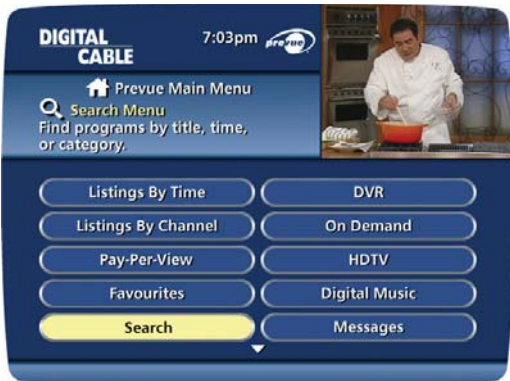 DIGITAL
CABLE
7:03pm
prevue
Prevue Main Menu
Search Menu
Find programs by title, time,
or category.
Listings By Time
DVR
Listings By Channel
On Demand
Pay-Per-View
HDTV
Favourites
Digital Music
Search
Messages